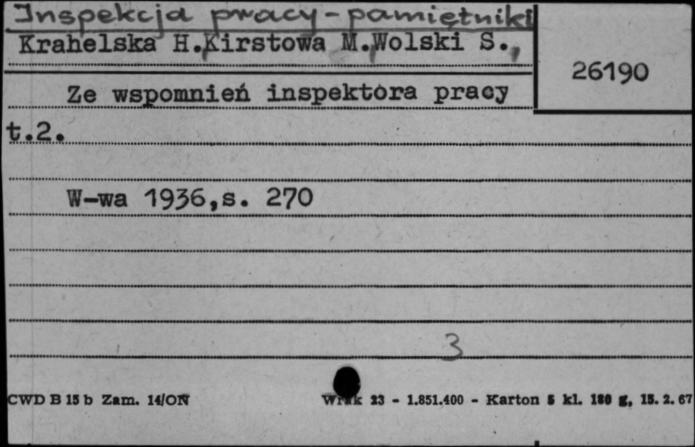 Inspekcja pracy-pamiętniki
Krahelska H.Kirstowa M.Wolski S.,
26190
Ze wspomnień inspektora pracy
t.2.
W-wa 1936,s. 270
3
CWD B 15 b Zam. 14/ON
23 - 1.851.400 - Karton 5 kl. 180 g, 15.2.67